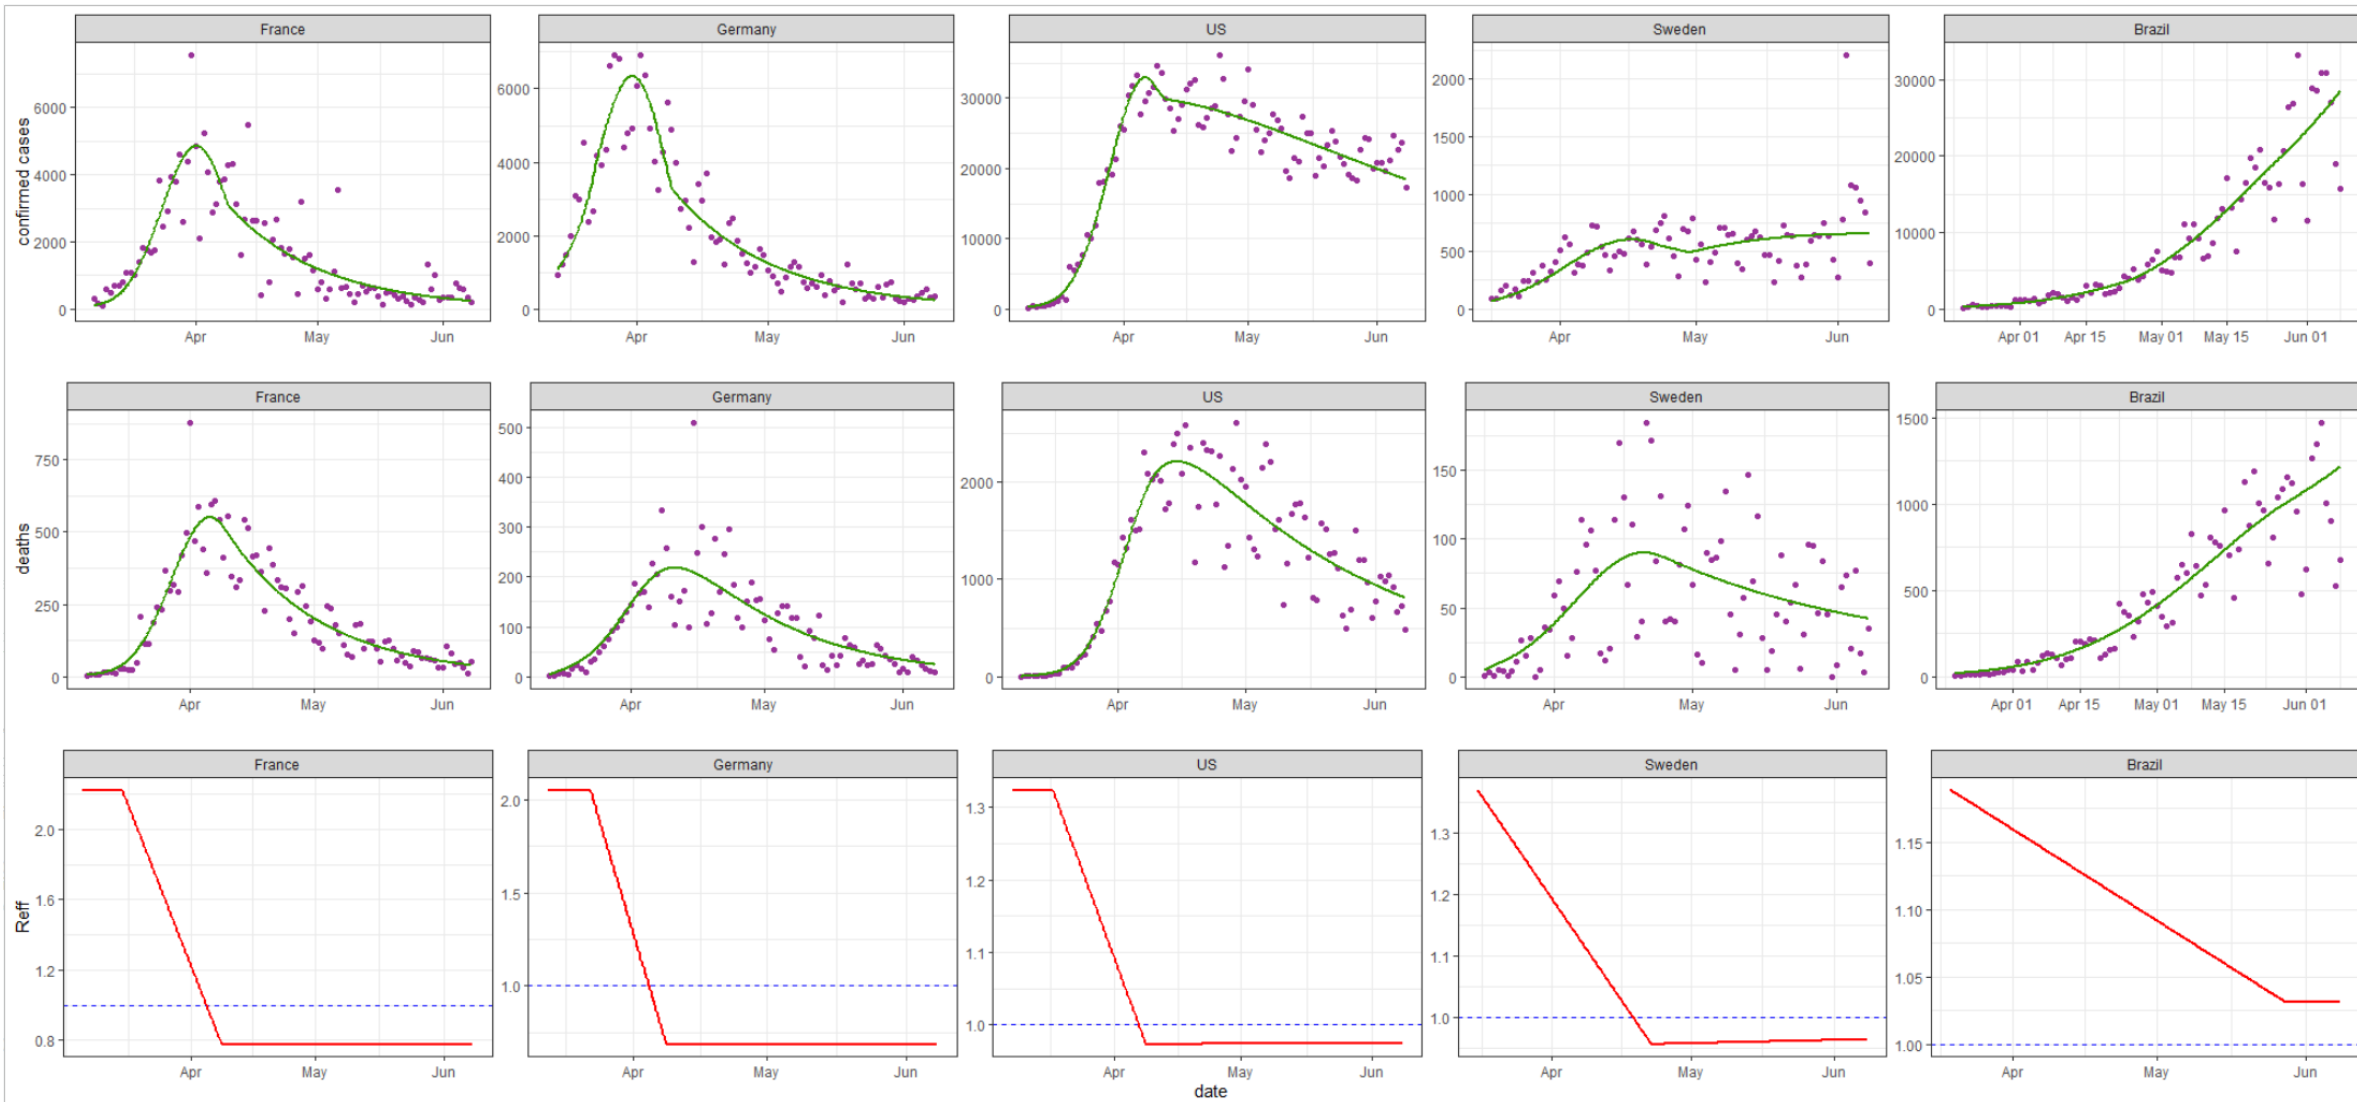 France
Germany
US
Sweden
Brazil
confirmed cases
6000
4000
2000
0
Apr
May
Jun
6000
4000
2000
0
Apr
May
Jun
30000
20000
10000
0
Apr
May
Jun
2000
1500
1000
500
0
Apr
May
Jun
30000
20000
10000
0
Apr 01
Apr 15
May 01
May 15
Jun 01
France
Germany
US
Sweden
Brazil
deaths
750
500
250
0
Apr
May
Jun
500
400
300
200
100
0
Apr
May
Jun
2000
1000
0
Apr
May
Jun
150
100
50
0
Apr
May
Jun
1500
1000
500
0
Apr 01
Apr 15
May 01
May 15
Jun 01
France
Germany
US
Sweden
Brazil
Reff
2.0
1.6
1.2
0.8
Apr
May
Jun
2.0
1.5
1.0
Apr
May
Jun
1.3
1.2
1.1
1.0
Apr
May
Jun
1.3
1.2
1.1
1.0
Apr
May
Jun
1.15
1.10
1.05
1.00
Apr
May
Jun
date